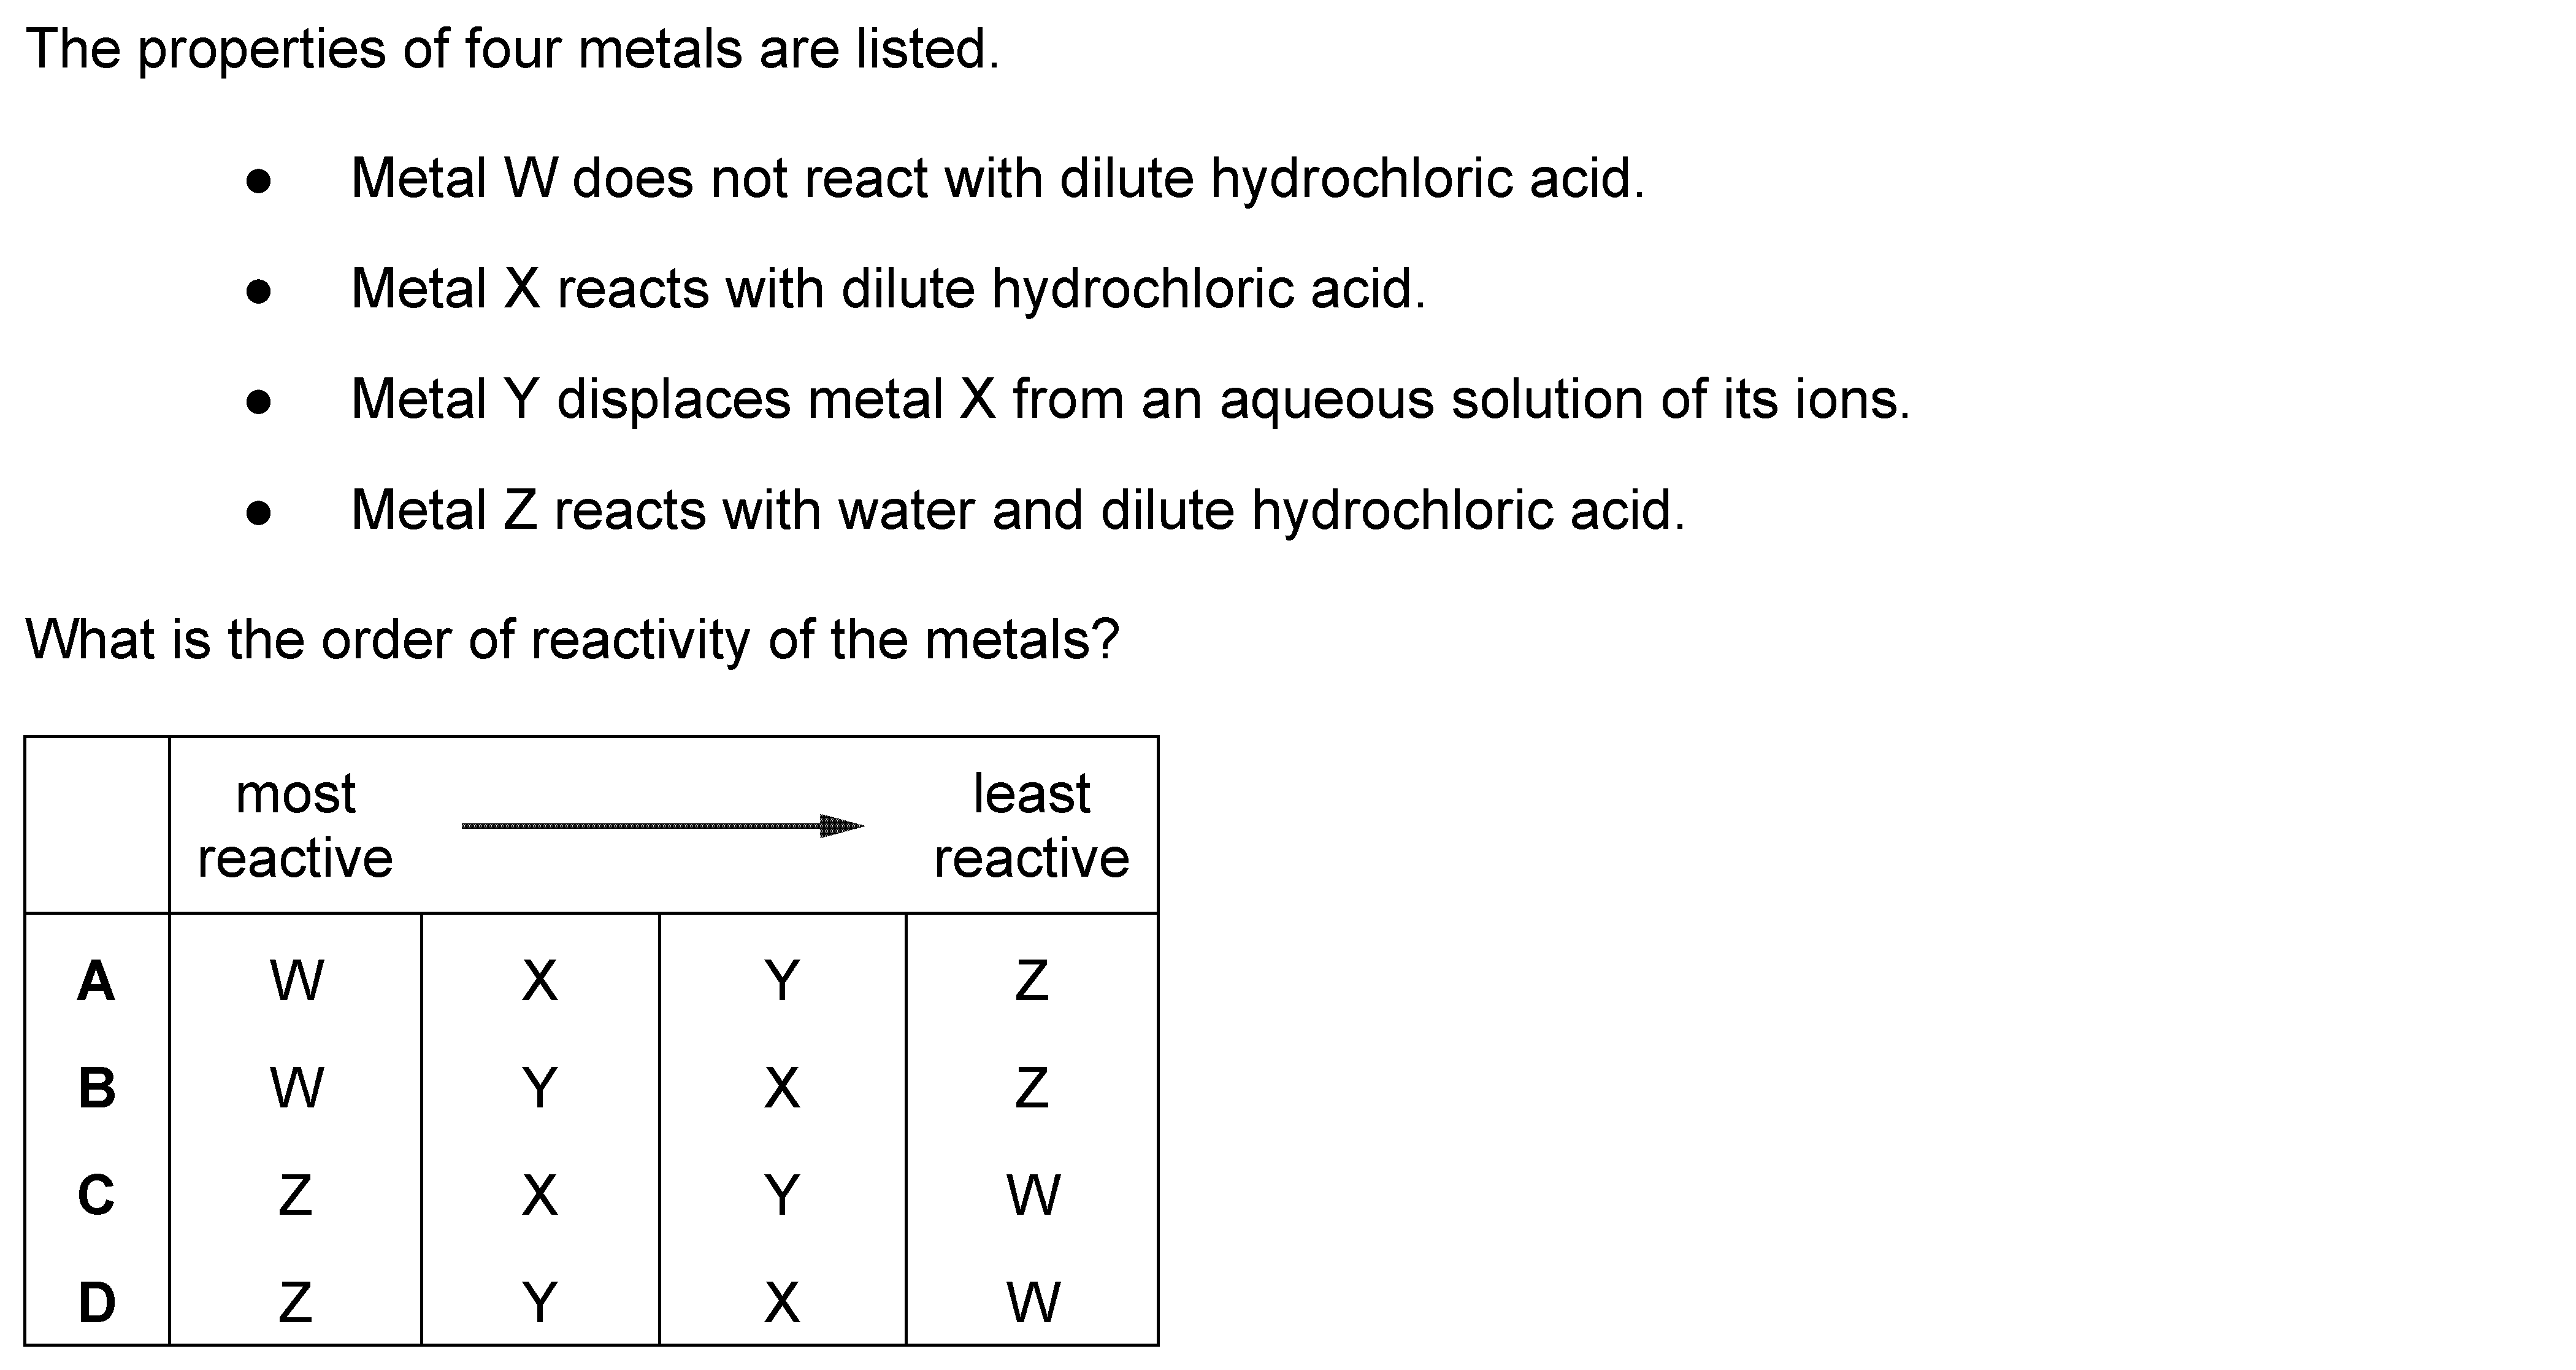 The properties of four metals are listed.
● Metal W does not react with dilute hydrochloric acid.
● Metal X reacts with dilute hydrochloric acid.
● Metal Y displaces metal X from an aqueous solution of its ions.
● Metal Z reacts with water and dilute hydrochloric acid.
What is the order of reactivity of the metals?
most reactive least reactive
A W X Y Z
B W Y X Z
C Z X Y W
D Z Y X W